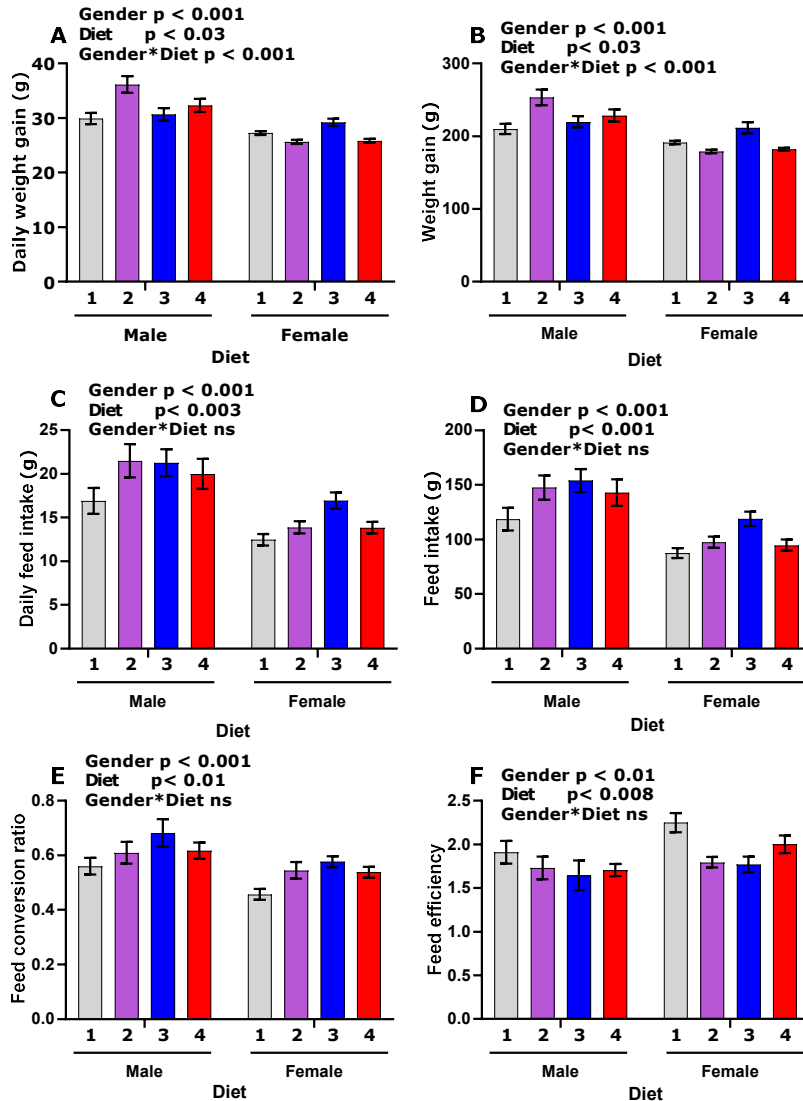 A
Gender p < 0.001
Diet p < 0.03
Gender*Diet p < 0.001
Daily weight gain (g)
40
30
20
10
0
1 2 3 4 1 2 3 4
Male Female
Diet
B
Gender p < 0.001
Diet p< 0.03
Gender*Diet p < 0.001
Weight gain (g)
300
200
100
0
1 2 3 4 1 2 3 4
Male Female
Diet
C
Gender p < 0.001
Diet p< 0.003
Gender*Diet ns
Daily feed intake (g)
25
20
15
10
5
0
1 2 3 4 1 2 3 4
Male Female
Diet
D
Gender p < 0.001
Diet p< 0.001
Gender*Diet ns
Feed intake (g)
200
150
100
50
0
1 2 3 4 1 2 3 4
Male Female
Diet
E
Gender p < 0.001
Diet p< 0.01
Gender*Diet ns
Feed conversion ratio
0.8
0.6
0.4
0.2
0.0
1 2 3 4 1 2 3 4
Male Female
Diet
F
Gender p < 0.01
Diet p< 0.008
Gender*Diet ns
Feed efficiency
2.5
2.0
1.5
1.0
0.5
0.0
1 2 3 4 1 2 3 4
Male Female
Diet